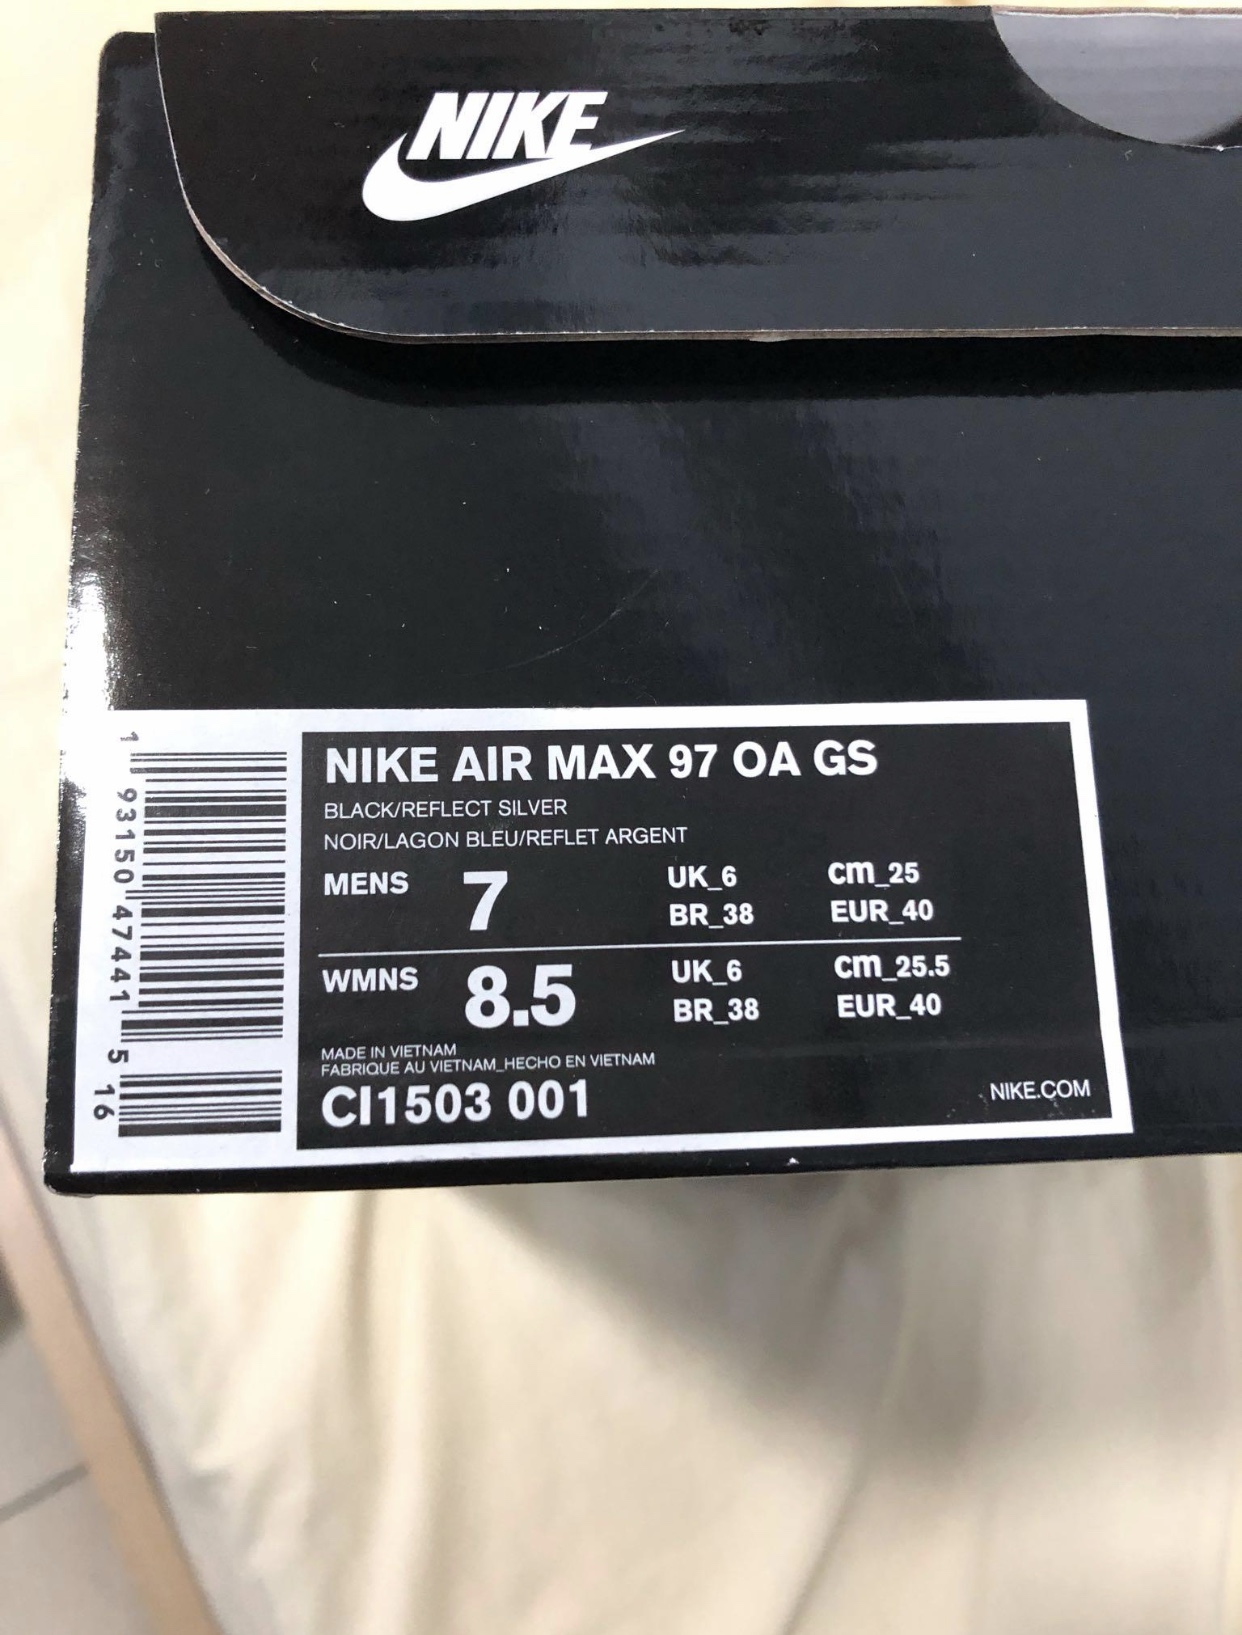 NIKE
NIKE AIR MAX 97 OA GS
BLACK/REFLECT SILVER
NOIR/LAGON BLEU/REFLET ARGENT
MENS 7 UK_6 cm_25
BR_38 EUR_40
WMNS 8.5 UK_6 cm_25.5
BR_38 EUR_40
MADE IN VIETNAM
FABRIQUE AU VIETNAM_HECHO EN VIETNAM
CI1503 001
NIKE.COM
1 93150 47441 5 16